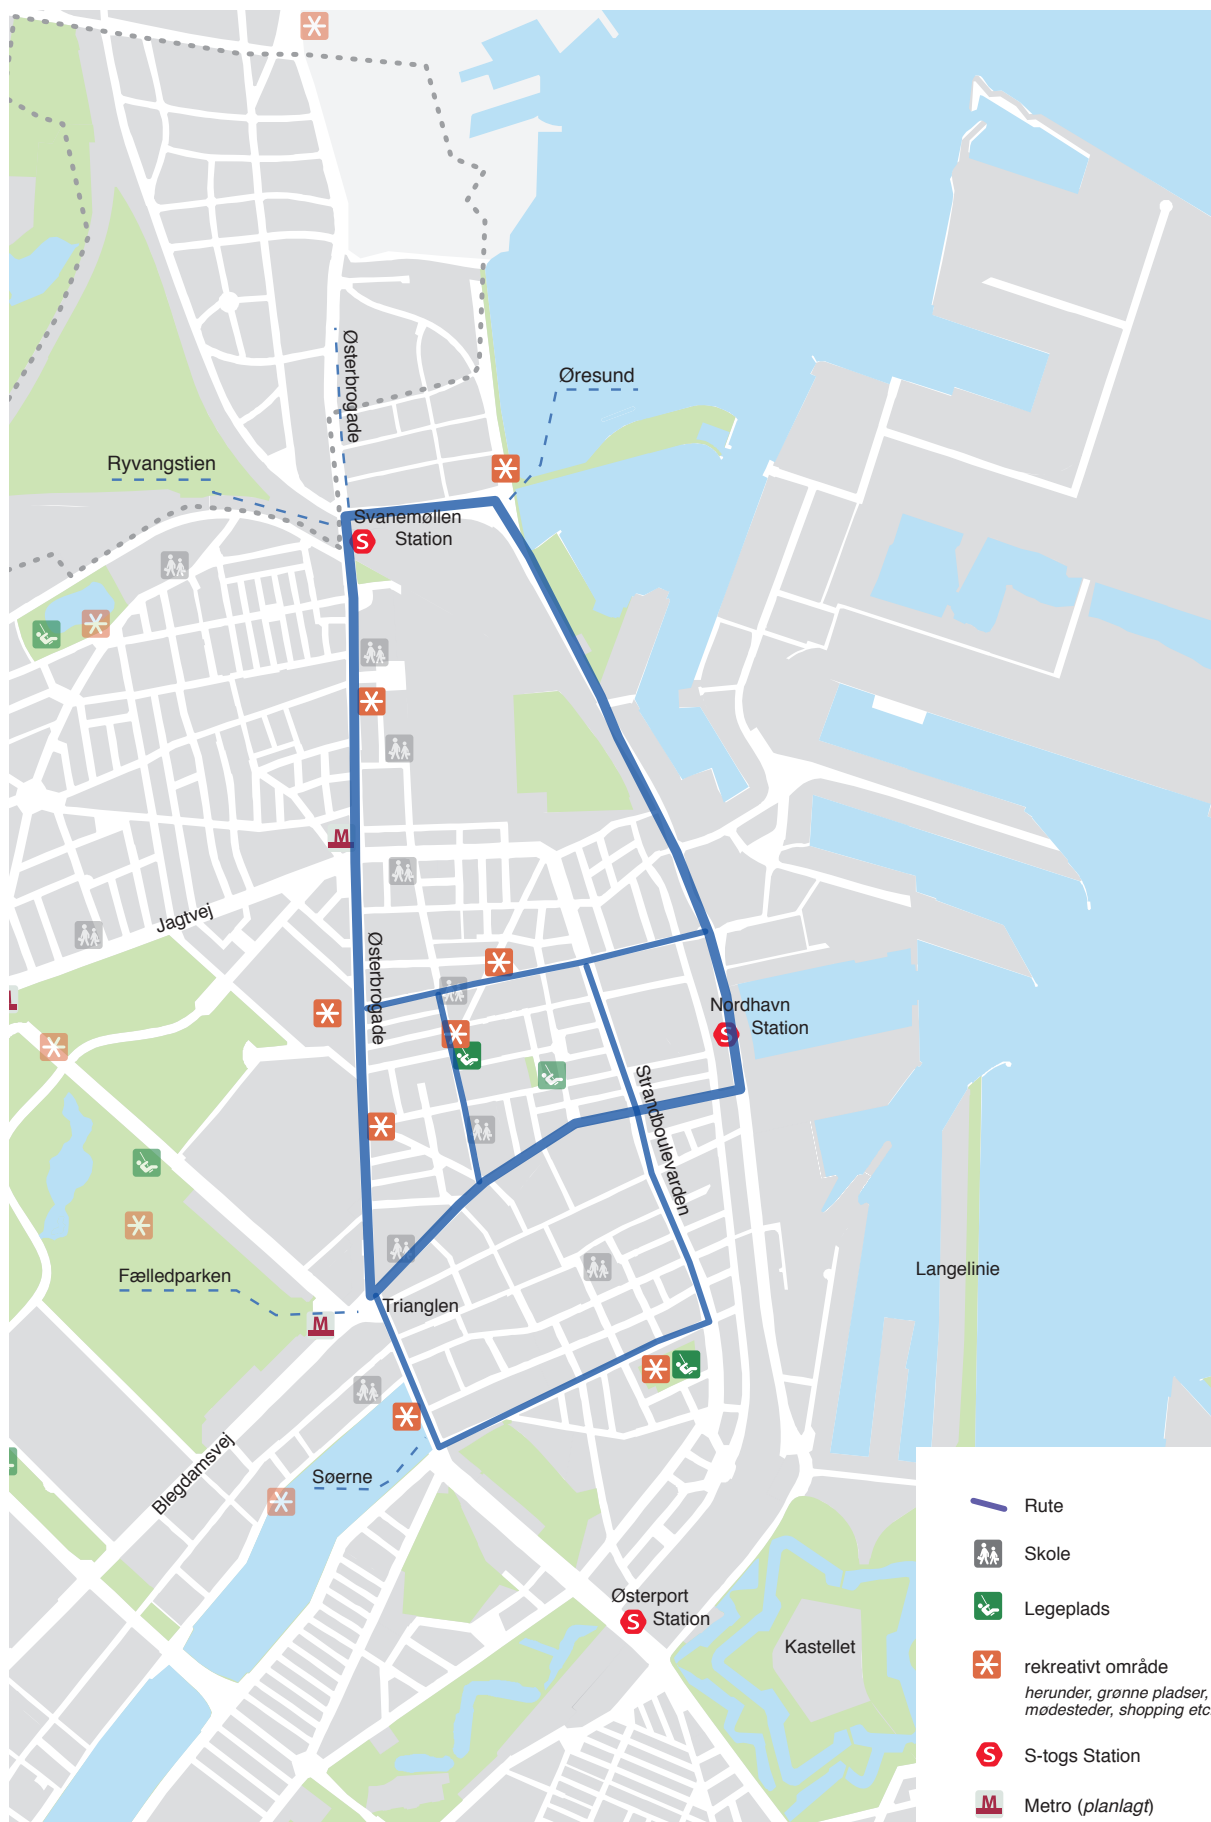 Østerbrogade
Øresund
Ryvangstien
Svanemøllen
Station
S
M
Jagtvej
Østerbrogade
Nordhavn
Station
S
Strandboulevarden
Langelinie
Fælledparken
Trianglen
M
Blegdamsvej
Søerne
Østerport
Station
S
Kastellet
Rute
Skole
Legeplads
rekreativt område
herunder, grønne pladser,
mødesteder, shopping etc
S
S-togs Station
M
Metro (planlagt)